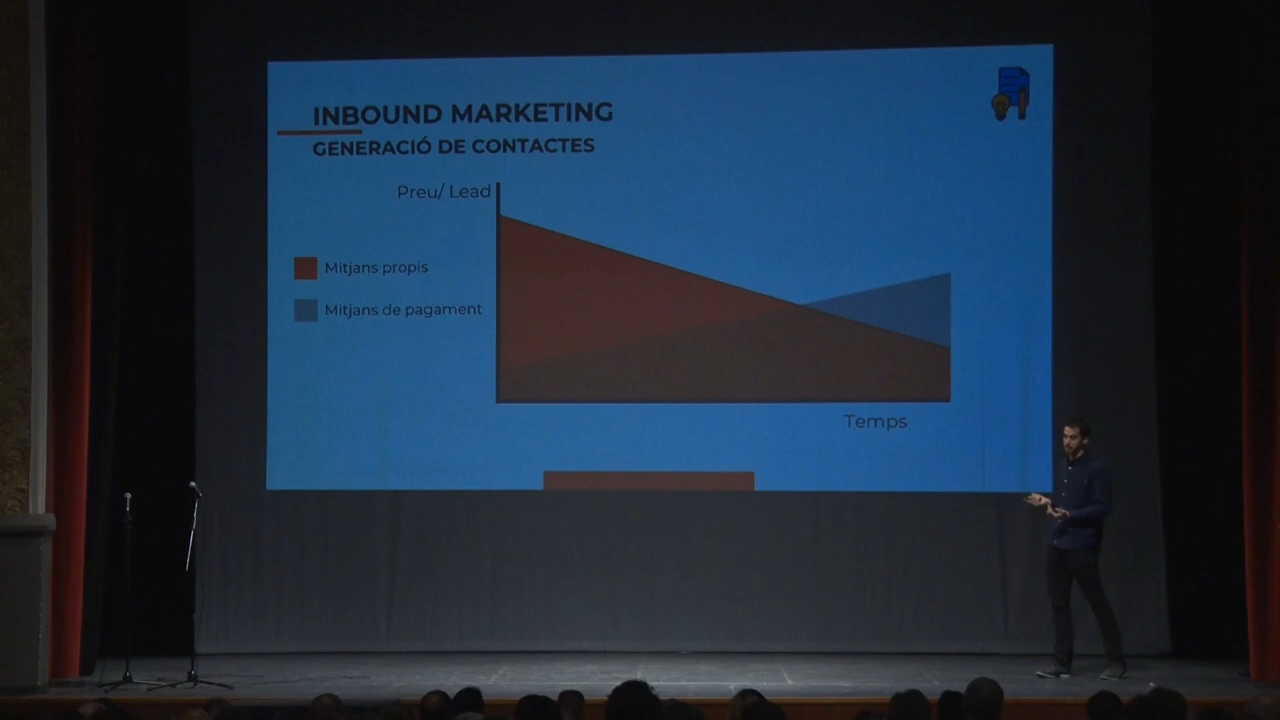 INBOUND MARKETING
GENERACIÓ DE CONTACTES
Preu/ Lead
Mitjans propis
Mitjans de pagament
Temps